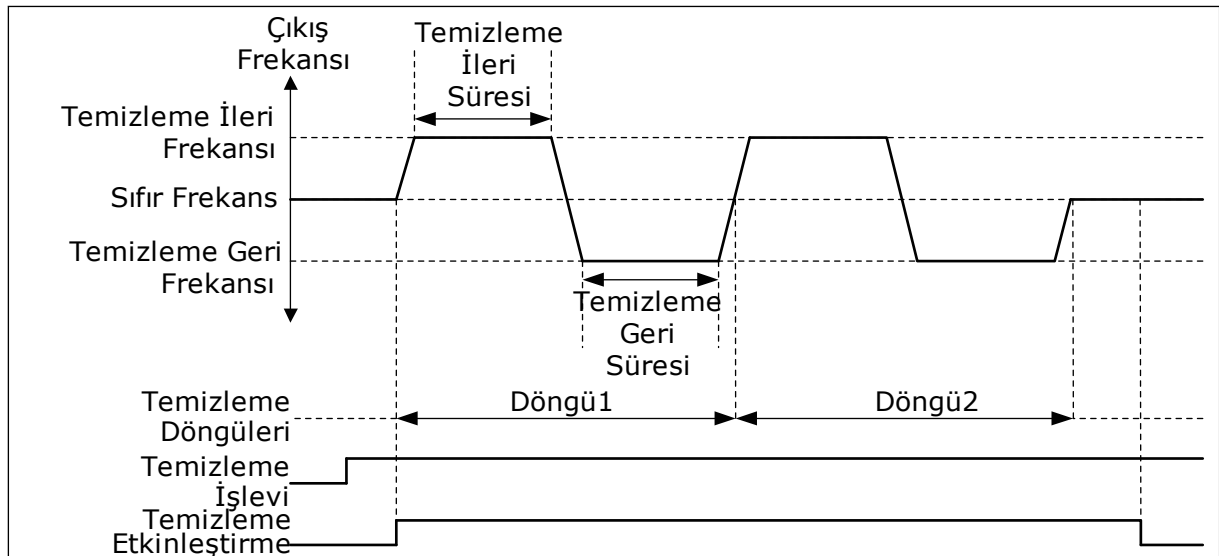 Çıkış
Frekansı
Temizleme
İleri
Süresi
Temizleme İleri
Frekansı
Sıfır Frekans
Temizleme Geri
Frekansı
Temizleme
Geri
Süresi
Temizleme
Döngüleri
Döngü1
Döngü2
Temizleme
İşlevi
Temizleme
Etkinleştirme